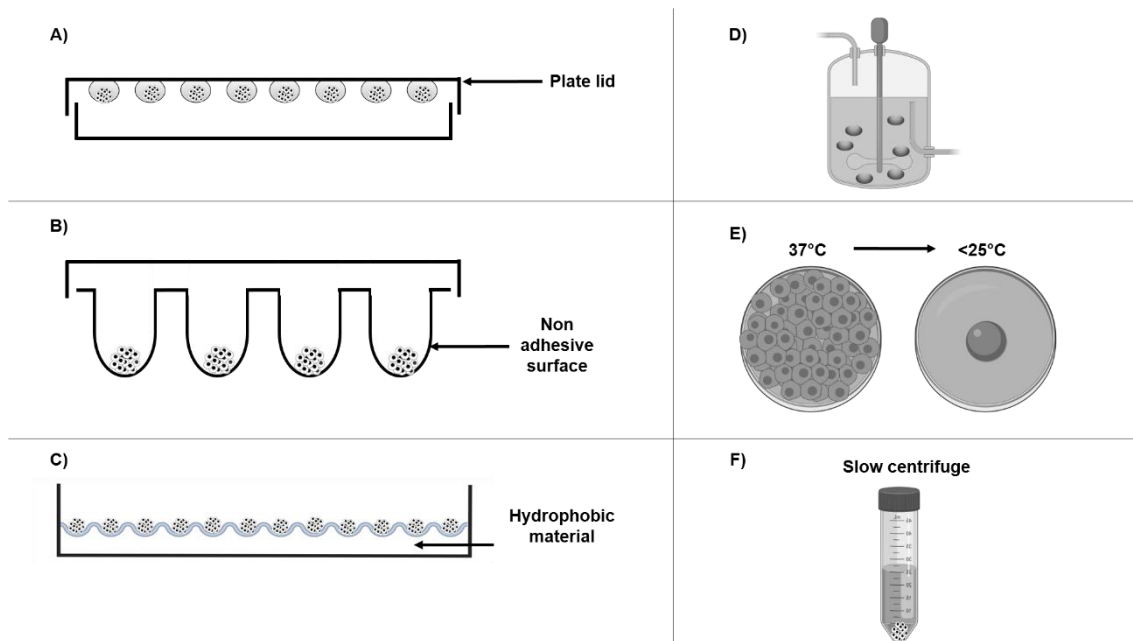 A)
Plate lid
B)
Non
adhesive
surface
C)
Hydrophobic
material
D)
E)
37°C
<25°C
F)
Slow centrifuge